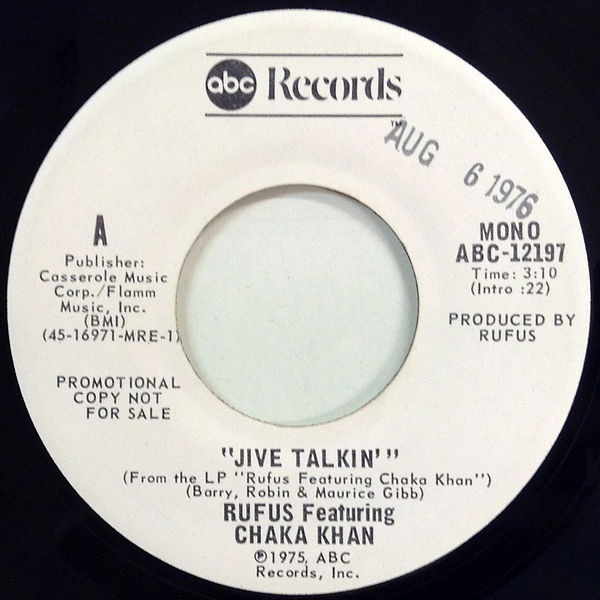 abc Records
TM
AUG 6 1976
A
Publisher:
Casserole Music
Corp./Flamm
Music, Inc.
(BMI)
(45-16971-MRE-1)
PROMOTIONAL
COPY NOT
FOR SALE
MONO
ABC-12197
Time: 3:10
(Intro :22)
PRODUCED BY
RUFUS
"JIVE TALKIN'"
(From the LP "Rufus Featuring Chaka Khan")
(Barry, Robin & Maurice Gibb)
RUFUS Featuring
CHAKA KHAN
℗1975, ABC
Records, Inc.